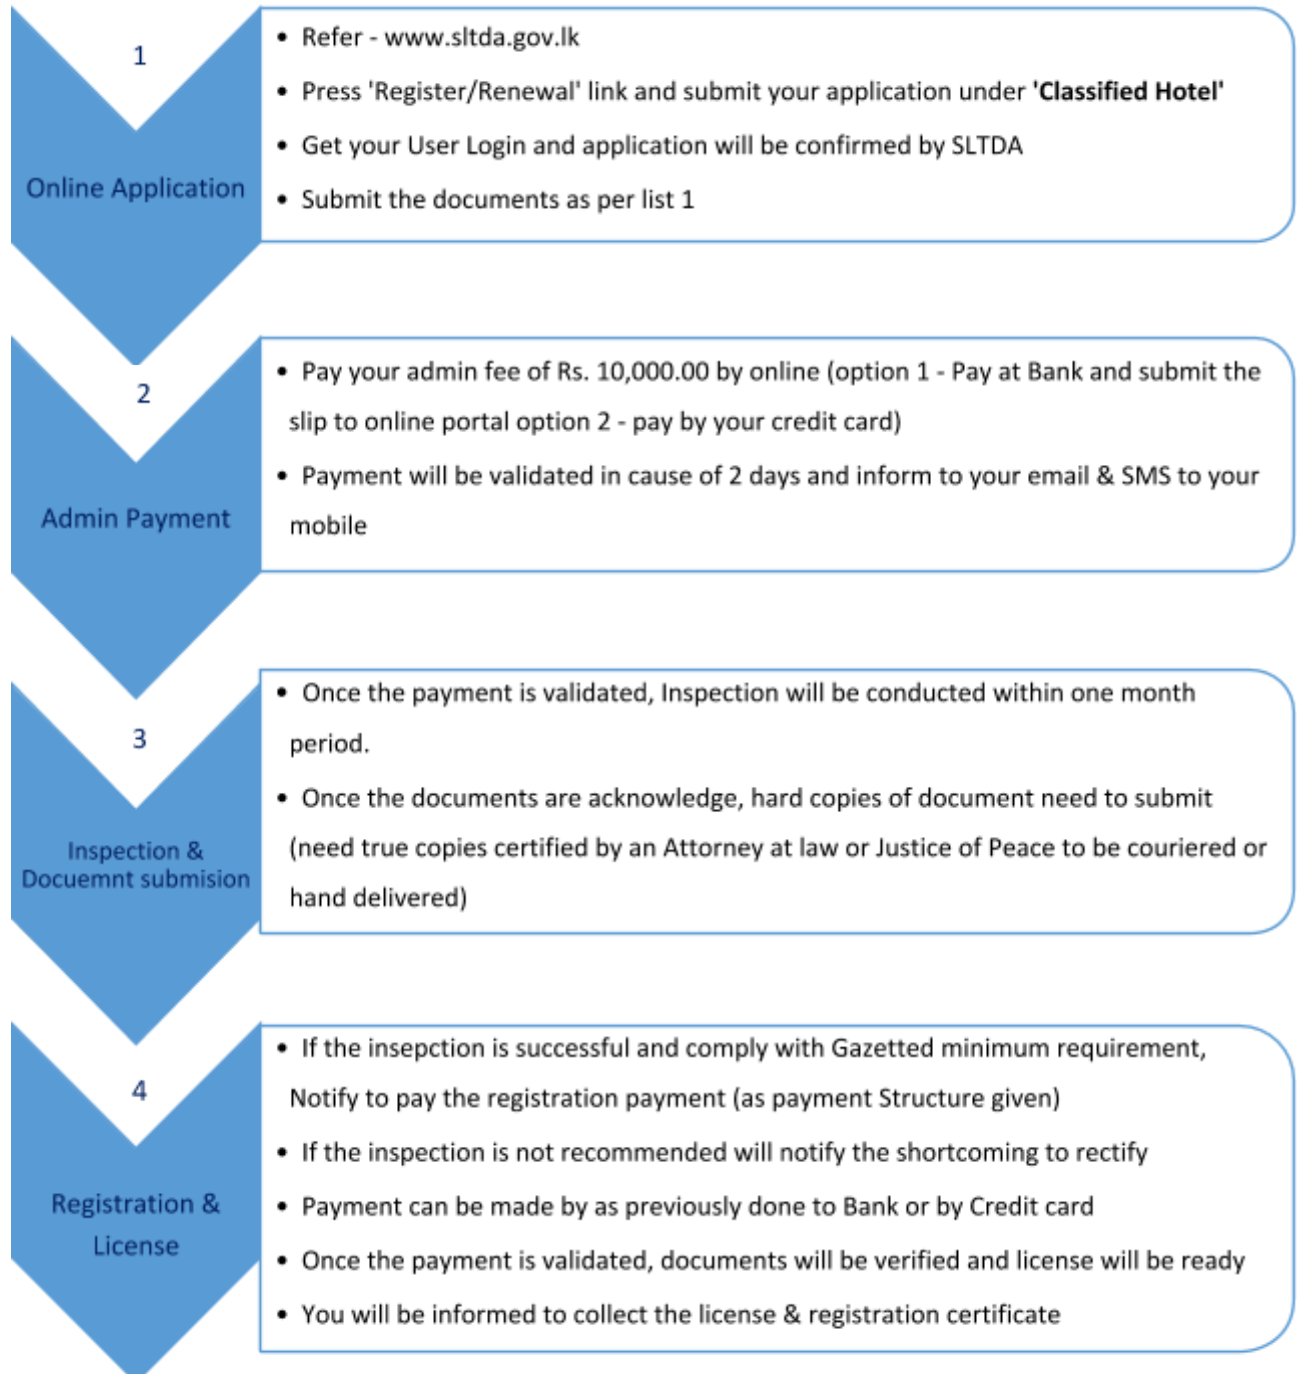 1
Online Application
• Refer - www.sltda.gov.lk
• Press 'Register/Renewal' link and submit your application under 'Classified Hotel'
• Get your User Login and application will be confirmed by SLTDA
• Submit the documents as per list 1
2
Admin Payment
• Pay your admin fee of Rs. 10,000.00 by online (option 1 - Pay at Bank and submit the
slip to online portal option 2 - pay by your credit card)
• Payment will be validated in cause of 2 days and inform to your email & SMS to your
mobile
3
Inspection &
Docuemnt submision
• Once the payment is validated, Inspection will be conducted within one month
period.
• Once the documents are acknowledge, hard copies of document need to submit
(need true copies certified by an Attorney at law or Justice of Peace to be couriered or
hand delivered)
4
Registration &
License
• If the insepction is successful and comply with Gazetted minimum requirement,
Notify to pay the registration payment (as payment Structure given)
• If the inspection is not recommended will notify the shortcoming to rectify
• Payment can be made by as previously done to Bank or by Credit card
• Once the payment is validated, documents will be verified and license will be ready
• You will be informed to collect the license & registration certificate